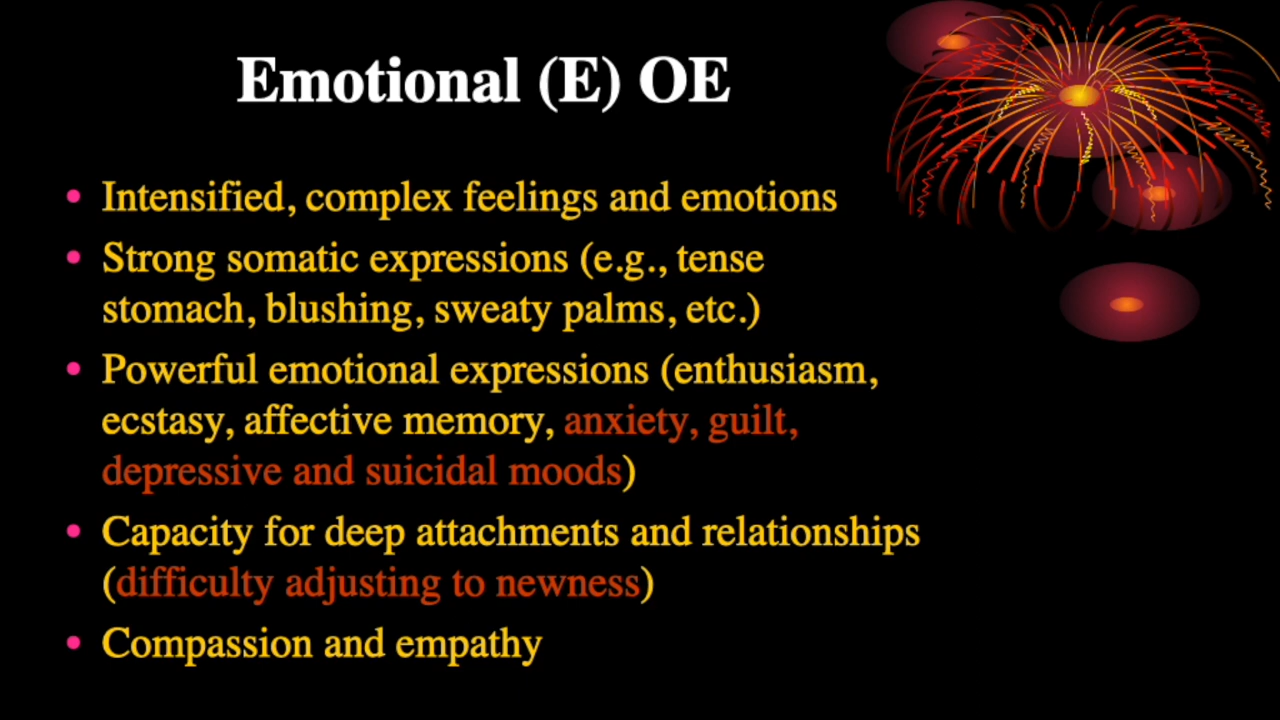 Emotional (E) OE
• Intensified, complex feelings and emotions
• Strong somatic expressions (e.g., tense
stomach, blushing, sweaty palms, etc.)
• Powerful emotional expressions (enthusiasm,
ecstasy, affective memory, anxiety, guilt,
depressive and suicidal moods)
• Capacity for deep attachments and relationships
(difficulty adjusting to newness)
• Compassion and empathy